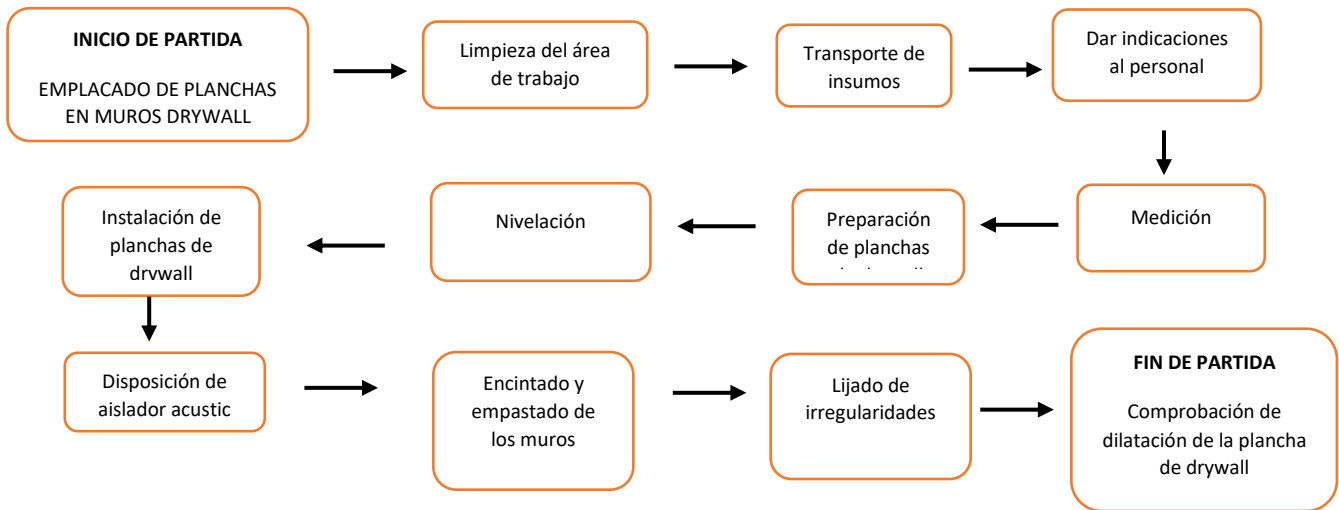 INICIO DE PARTIDA
EMPLACADO DE PLANCHAS
EN MUROS DRYWALL
Limpieza del área
de trabajo
Transporte de
insumos
Dar indicaciones
al personal
Medición
Preparación
de planchas
Nivelación
Instalación de
planchas de
drywall
Disposición de
aislador acustic
Encintado y
empastado de
los muros
Lijado de
irregularidades
FIN DE PARTIDA
Comprobación de
dilatación de la plancha
de drywall